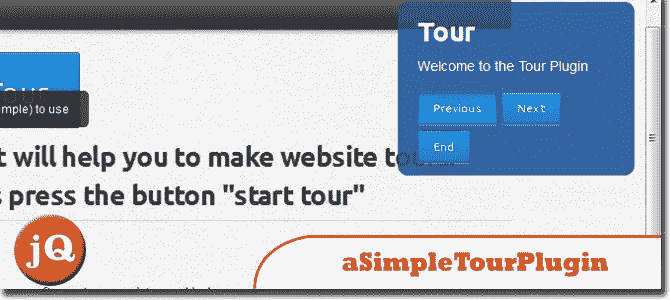 Tour
Welcome to the Tour Plugin
Previous Next
End
mple) to use
t will help you to make website to
s press the button "start tour"
jQ
aSimpleTourPlugin